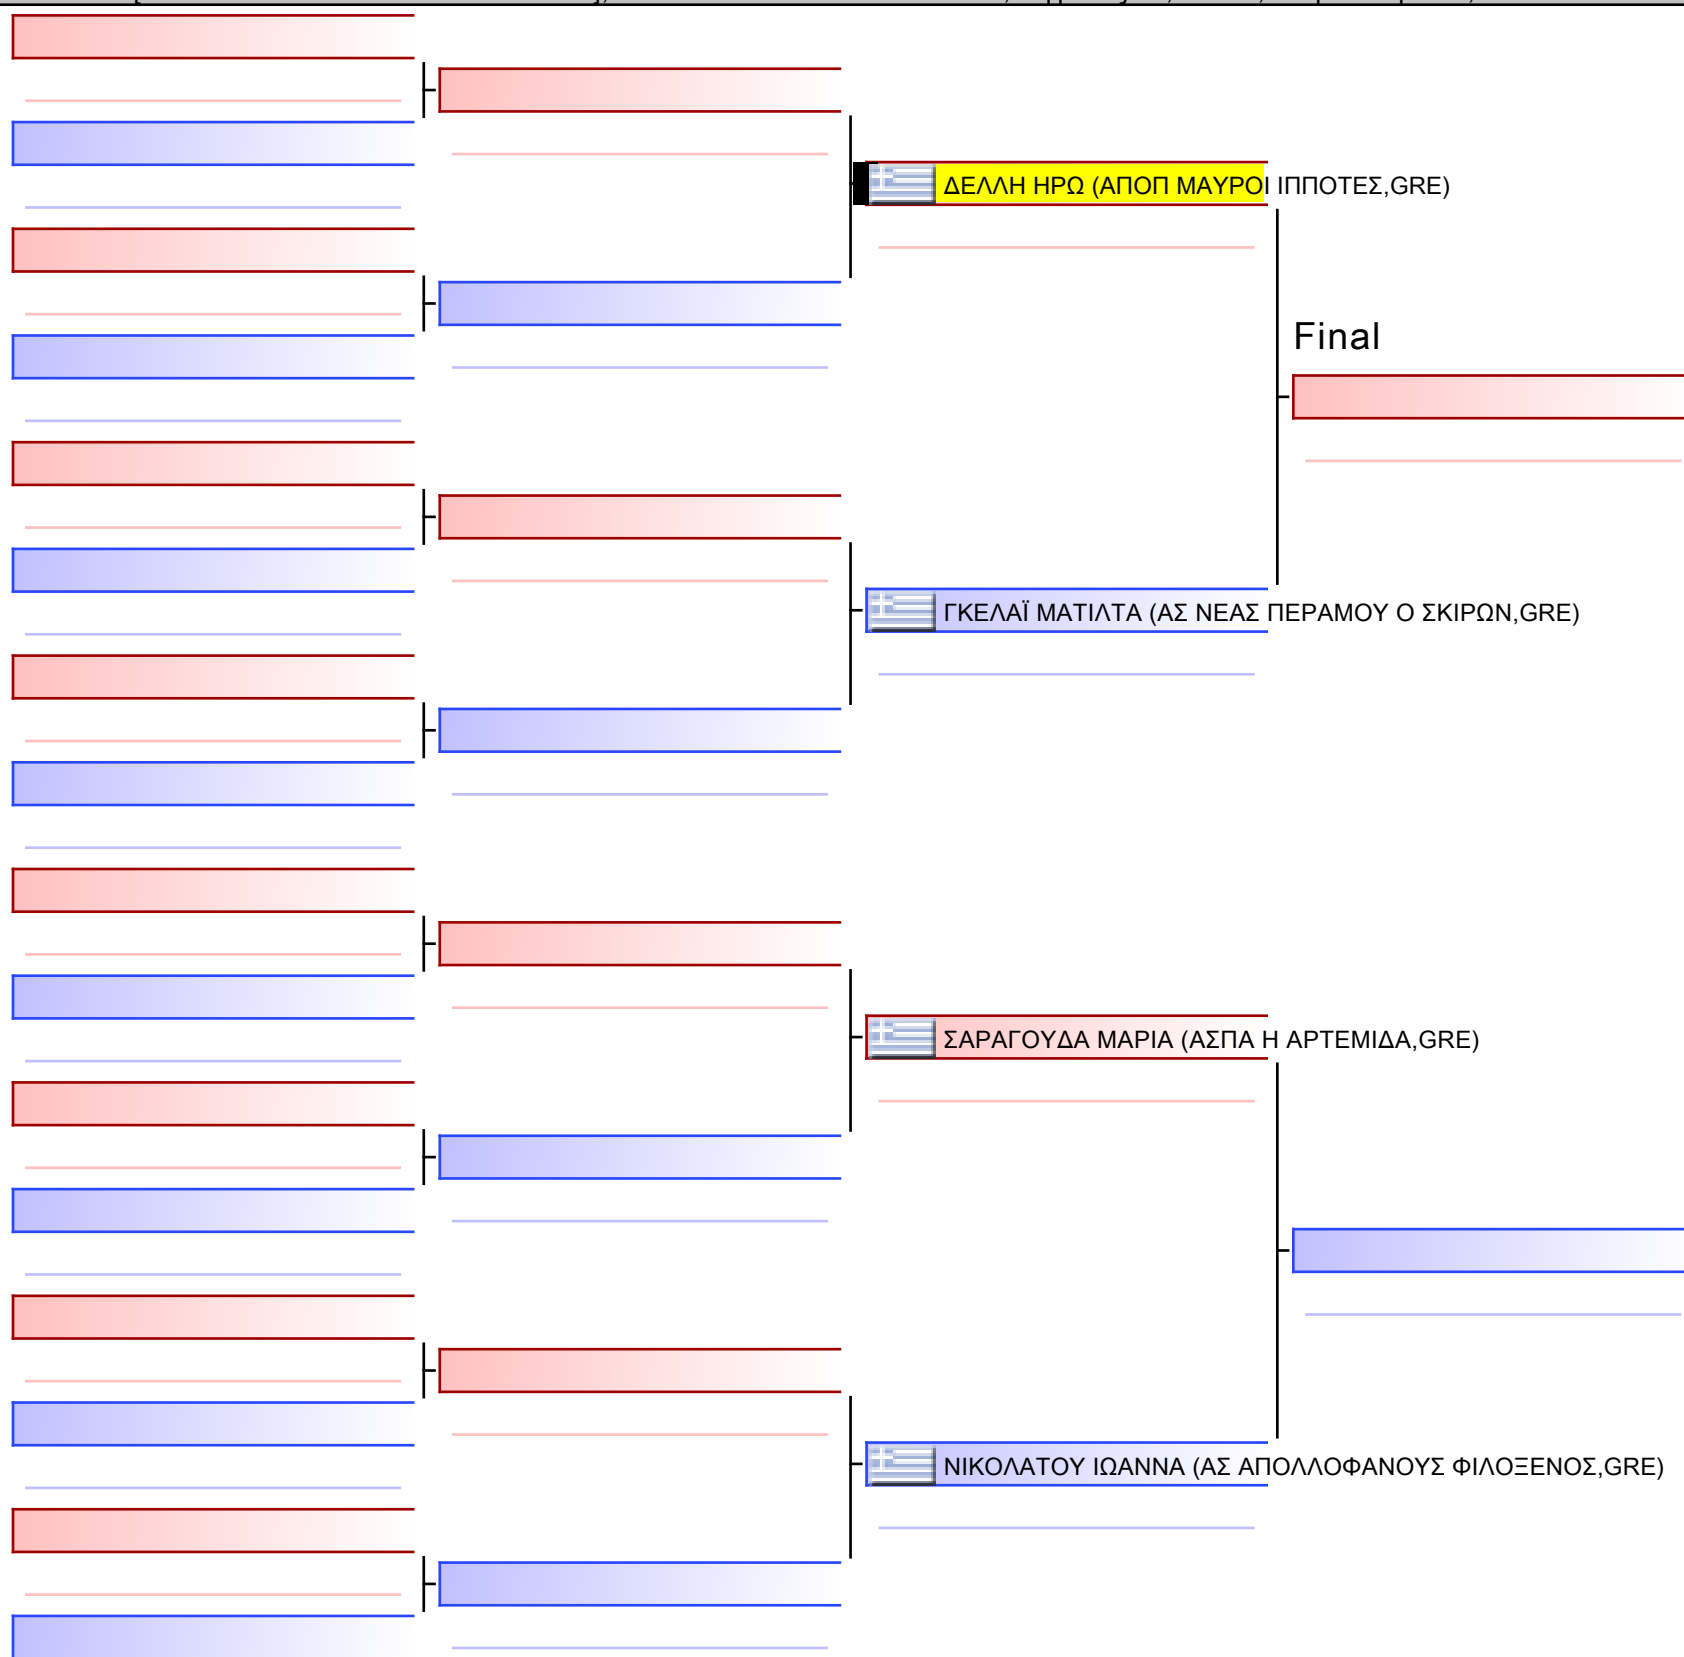 ΔΕΛΛΗ ΗΡΩ (ΑΠΟΠ ΜΑΥΡΟΙ ΙΠΠΟΤΕΣ,GRE)
Final
ΓΚΕΛΑΪ ΜΑΤΙΛΤΑ (ΑΣ ΝΕΑΣ ΠΕΡΑΜΟΥ Ο ΣΚΙΡΩΝ,GRE)
ΣΑΡΑΓΟΥΔΑ ΜΑΡΙΑ (ΑΣΠΑ Η ΑΡΤΕΜΙΔΑ,GRE)
ΝΙΚΟΛΑΤΟΥ ΙΩΑΝΝΑ (ΑΣ ΑΠΟΛΛΟΦΑΝΟΥΣ ΦΙΛΟΞΕΝΟΣ,GRE)